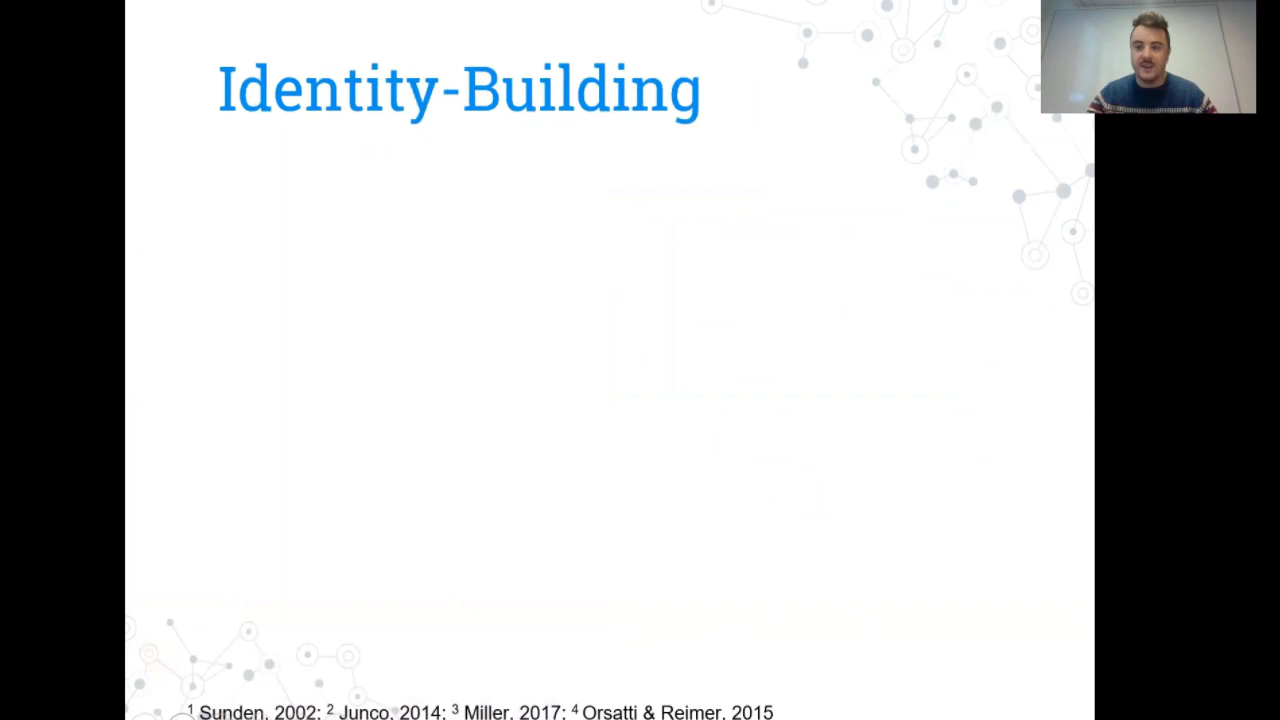 Identity-Building
1 Sunden, 2002; 2 Junco, 2014; 3 Miller, 2017; 4 Orsatti & Reimer, 2015